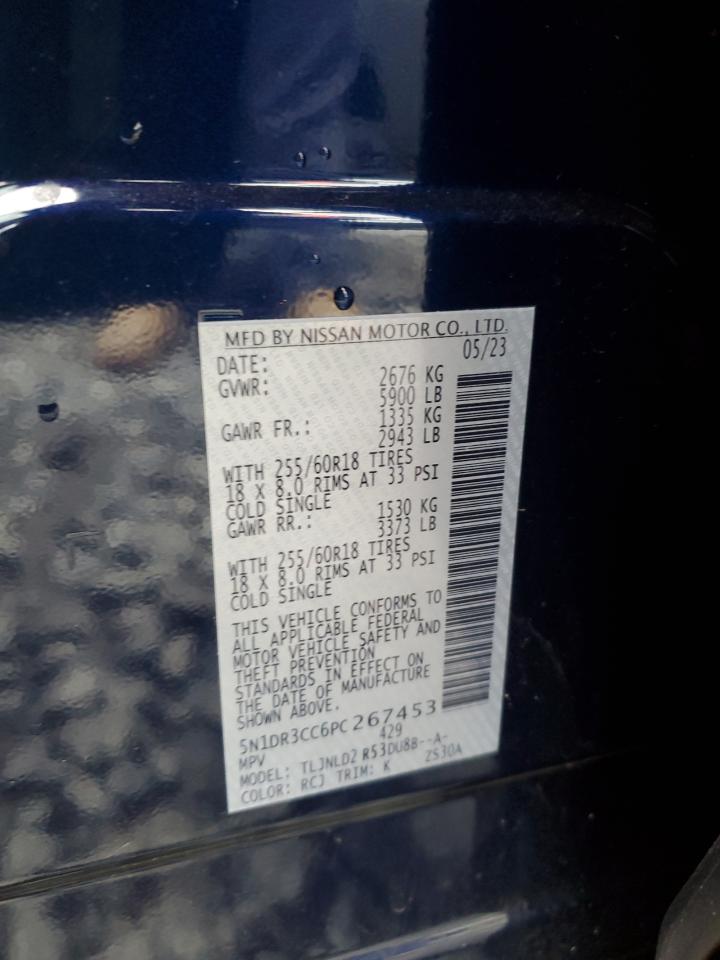 MFD BY NISSAN MOTOR CO., LTD.
DATE: 05/23
GVWR: 2676 KG
5900 LB
GAWR FR.: 1335 KG
2943 LB
WITH 255/60R18 TIRES
18 X 8.0 RIMS AT 33 PSI
COLD SINGLE
GAWR RR.: 1530 KG
3373 LB
WITH 255/60R18 TIRES
18 X 8.0 RIMS AT 33 PSI
COLD SINGLE
THIS VEHICLE CONFORMS TO
ALL APPLICABLE FEDERAL
MOTOR VEHICLE SAFETY AND
THEFT PREVENTION
STANDARDS IN EFFECT ON
THE DATE OF MANUFACTURE
SHOWN ABOVE.
5N1DR3CC6PC267453
MPV 429
MODEL: TLJNLD2 R53DU8B--A-
COLOR: RCJ TRIM: K ZS30A